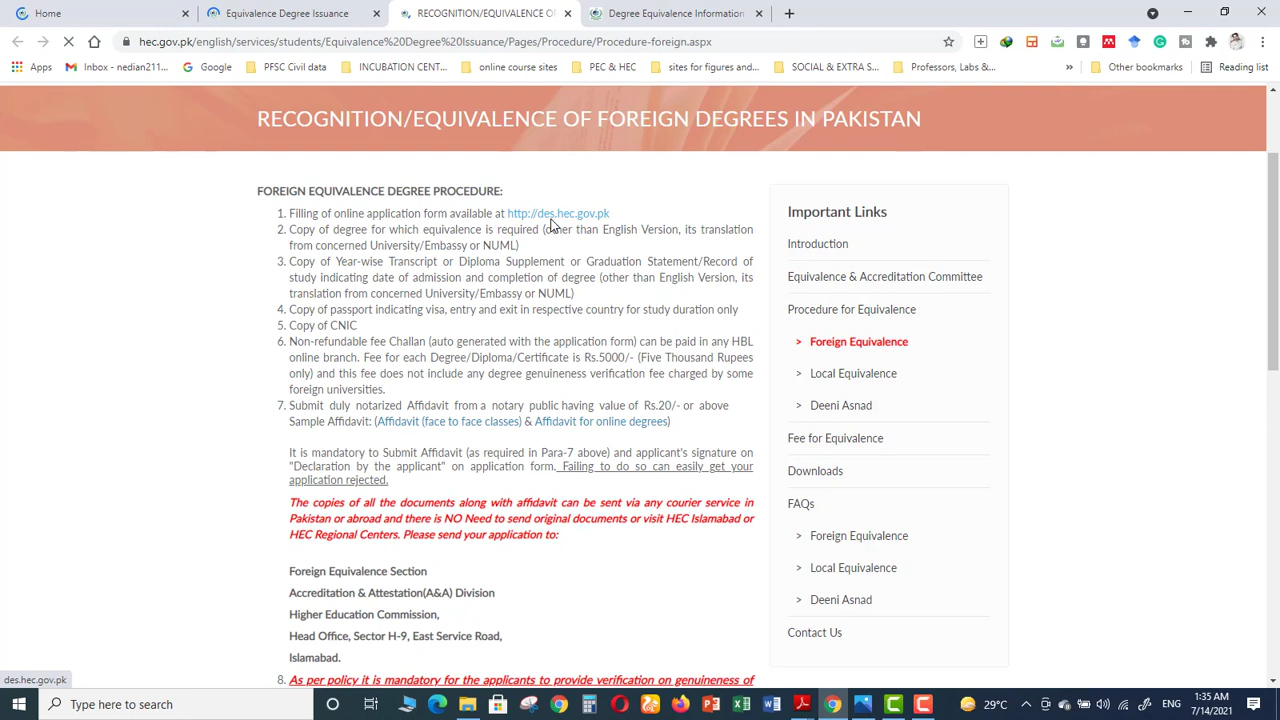 Home
Equivalence Degree Issuance
RECOGNITION/EQUIVALENCE OF
Degree Equivalence Information
hec.gov.pk/english/services/students/Equivalence%20Degree%20Issuance/Pages/Procedure/Procedure-foreign.aspx
Apps
Inbox - nedian211...
Google
PFSC Civil data
INCUBATION CENT...
online course sites
PEC & HEC
sites for figures and...
SOCIAL & EXTRA S...
Professors, Labs &...
»
Other bookmarks
Reading list
RECOGNITION/EQUIVALENCE OF FOREIGN DEGREES IN PAKISTAN
FOREIGN EQUIVALENCE DEGREE PROCEDURE:
1. Filling of online application form available at http://des.hec.gov.pk
2. Copy of degree for which equivalence is required (other than English Version, its translation
from concerned University/Embassy or NUML)
3. Copy of Year-wise Transcript or Diploma Supplement or Graduation Statement/Record of
study indicating date of admission and completion of degree (other than English Version, its
translation from concerned University/Embassy or NUML)
4. Copy of passport indicating visa, entry and exit in respective country for study duration only
5. Copy of CNIC
6. Non-refundable fee Challan (auto generated with the application form) can be paid in any HBL
online branch. Fee for each Degree/Diploma/Certificate is Rs.5000/- (Five Thousand Rupees
only) and this fee does not include any degree genuineness verification fee charged by some
foreign universities.
7. Submit duly notarized Affidavit from a notary public having value of Rs.20/- or above
Sample Affidavit: (Affidavit (face to face classes) & Affidavit for online degrees)
It is mandatory to Submit Affidavit (as required in Para-7 above) and applicant's signature on
"Declaration by the applicant" on application form. Failing to do so can easily get your
application rejected.
The copies of all the documents along with affidavit can be sent via any courier service in
Pakistan or abroad and there is NO Need to send original documents or visit HEC Islamabad or
HEC Regional Centers. Please send your application to:
Foreign Equivalence Section
Accreditation & Attestation(A&A) Division
Higher Education Commission,
Head Office, Sector H-9, East Service Road,
Islamabad.
8. As per policy it is mandatory for the applicants to provide verification on genuineness of
Important Links
Introduction
Equivalence & Accreditation Committee
Procedure for Equivalence
> Foreign Equivalence
> Local Equivalence
> Deeni Asnad
Fee for Equivalence
Downloads
FAQs
> Foreign Equivalence
> Local Equivalence
> Deeni Asnad
Contact Us
des.hec.gov.pk
Type here to search
29°C
1:35 AM
7/14/2021